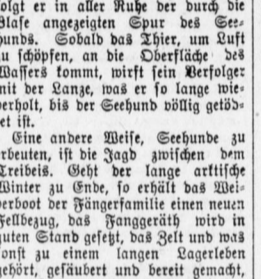 olgt er in aller Ruhe der durch die
Blase angezeigten Spur des See-
hunds. Sobald das Thier, um Luft
zu schöpfen, an die Oberfläche des
Wassers kommt, wirft sein Verfolger
mit der Lanze, was er so lange wie-
erholt, bis der Seehund völlig getöd-
et ist.
Eine andere Weise, Seehunde zu
erbeuten, ist die Jagd zwischen dem
Treibeis. Geht der lange arktische
Winter zu Ende, so erhält das Wei-
erboot der Fängerfamilie einen neuen
Fellbezug, das Fanggeräth wird in
guten Stand gesetzt, das Zelt und was
sonst zu einem langen Lagerleben
gehört, gesäubert und bereit gemacht,